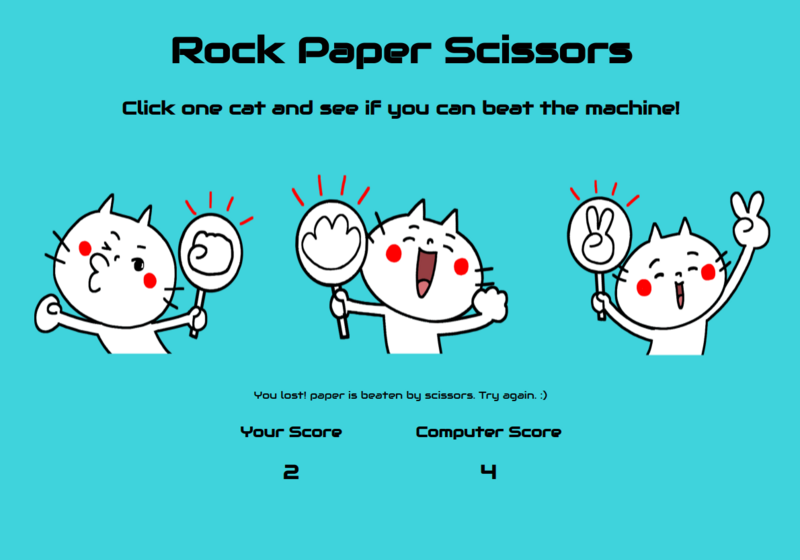 Rock Paper Scissors
Click one cat and see if you can beat the machine!
You lost! paper is beaten by scissors. Try again. :)
Your Score
Computer Score
2
4